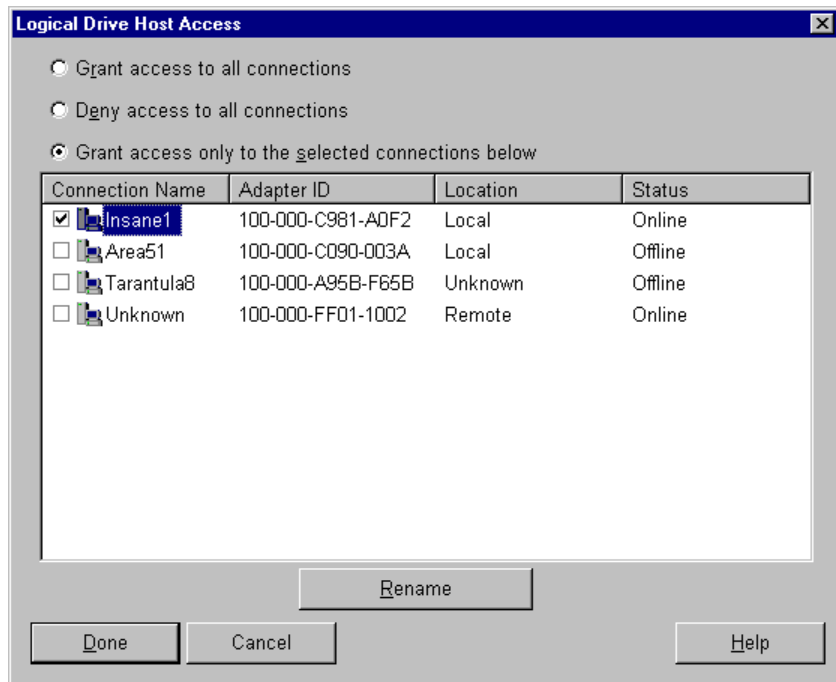 Logical Drive Host Access
Grant access to all connections
Deny access to all connections
Grant access only to the selected connections below
Connection Name Adapter ID Location Status
Insane1 100-000-C981-A0F2 Local Online
Area51 100-000-C090-003A Local Offline
Tarantula8 100-000-A95B-F65B Unknown Offline
Unknown 100-000-FF01-1002 Remote Online
Rename
Done Cancel Help